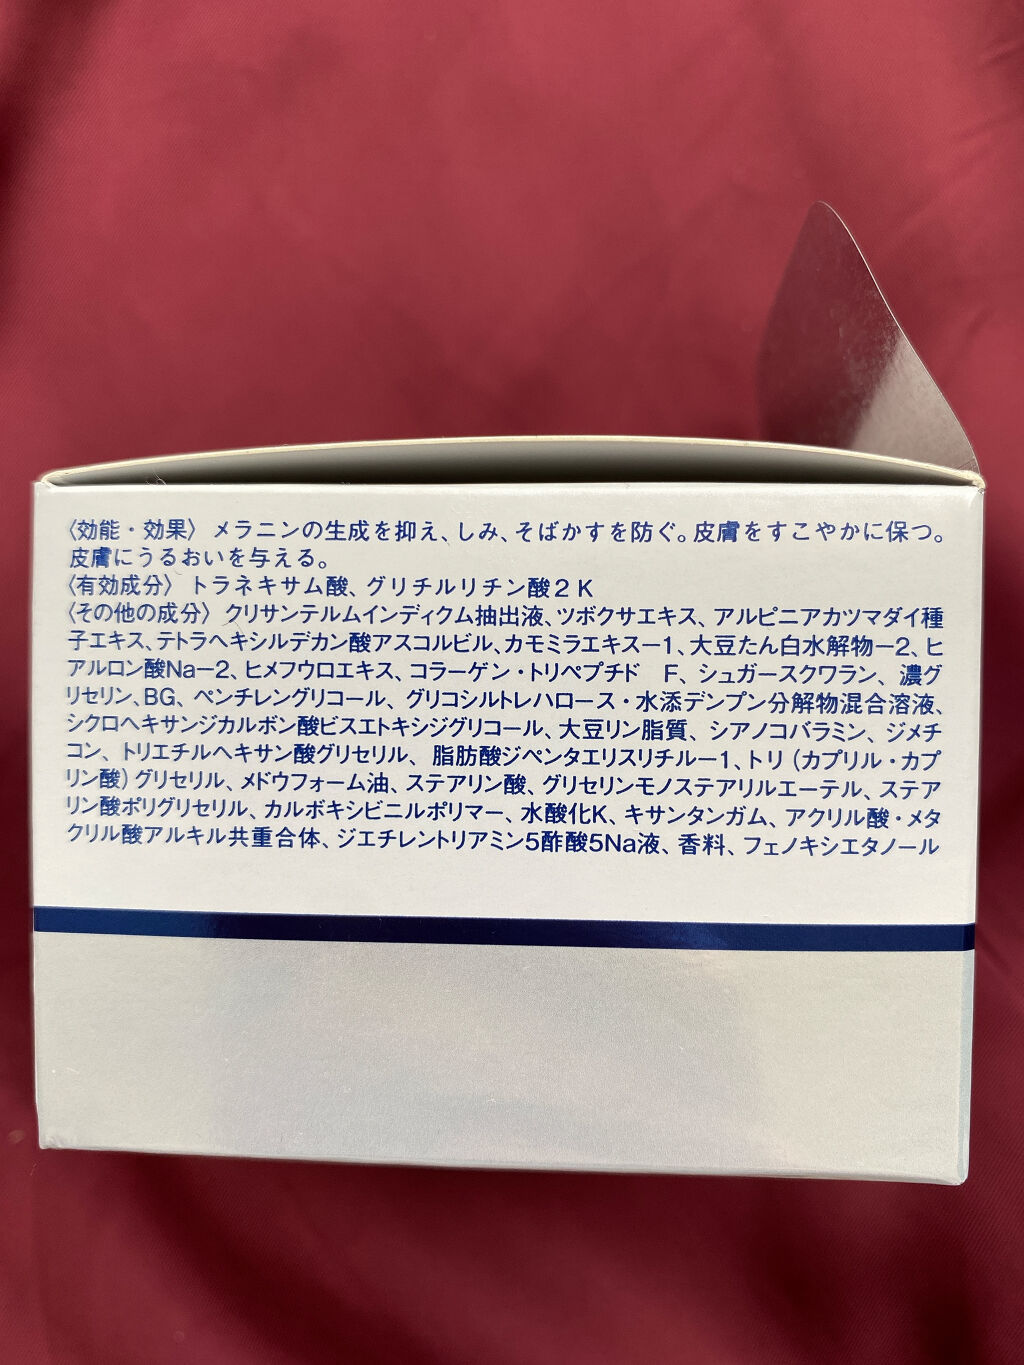 〈効能・効果〉 メラニンの生成を抑え、しみ、そばかすを防ぐ。皮膚をすこやかに保つ。
皮膚にうるおいを与える。
〈有効成分〉 トラネキサム酸、グリチルリチン酸2K
〈その他の成分〉 クリサンテルムインディクム抽出液、ツボクサエキス、アルピニアカツマダイ種
子エキス、テトラヘキシルデカン酸アスコルビル、カモミラエキスー1、大豆たん白水解物ー2、ヒ
アルロン酸Naー2、ヒメフウロエキス、コラーゲン・トリペプチド F、シュガースクワラン、濃グ
リセリン、BG、ペンチレングリコール、グリコシルトレハロース・水添デンプン分解物混合溶液、
シクロヘキサンジカルボン酸ビスエトキシジグリコール、大豆リン脂質、シアノコバラミン、ジメチ
コン、トリエチルヘキサン酸グリセリル、脂肪酸ジペンタエリスリチルー1、トリ(カプリル・カプ
リン酸)グリセリル、メドウフォーム油、ステアリン酸、グリセリンモノステアリルエーテル、ステア
リン酸ポリグリセリル、カルボキシビニルポリマー、水酸化K、キサンタンガム、アクリル酸・メタ
クリル酸アルキル共重合体、ジエチレントリアミン5酢酸5Na液、香料、フェノキシエタノール